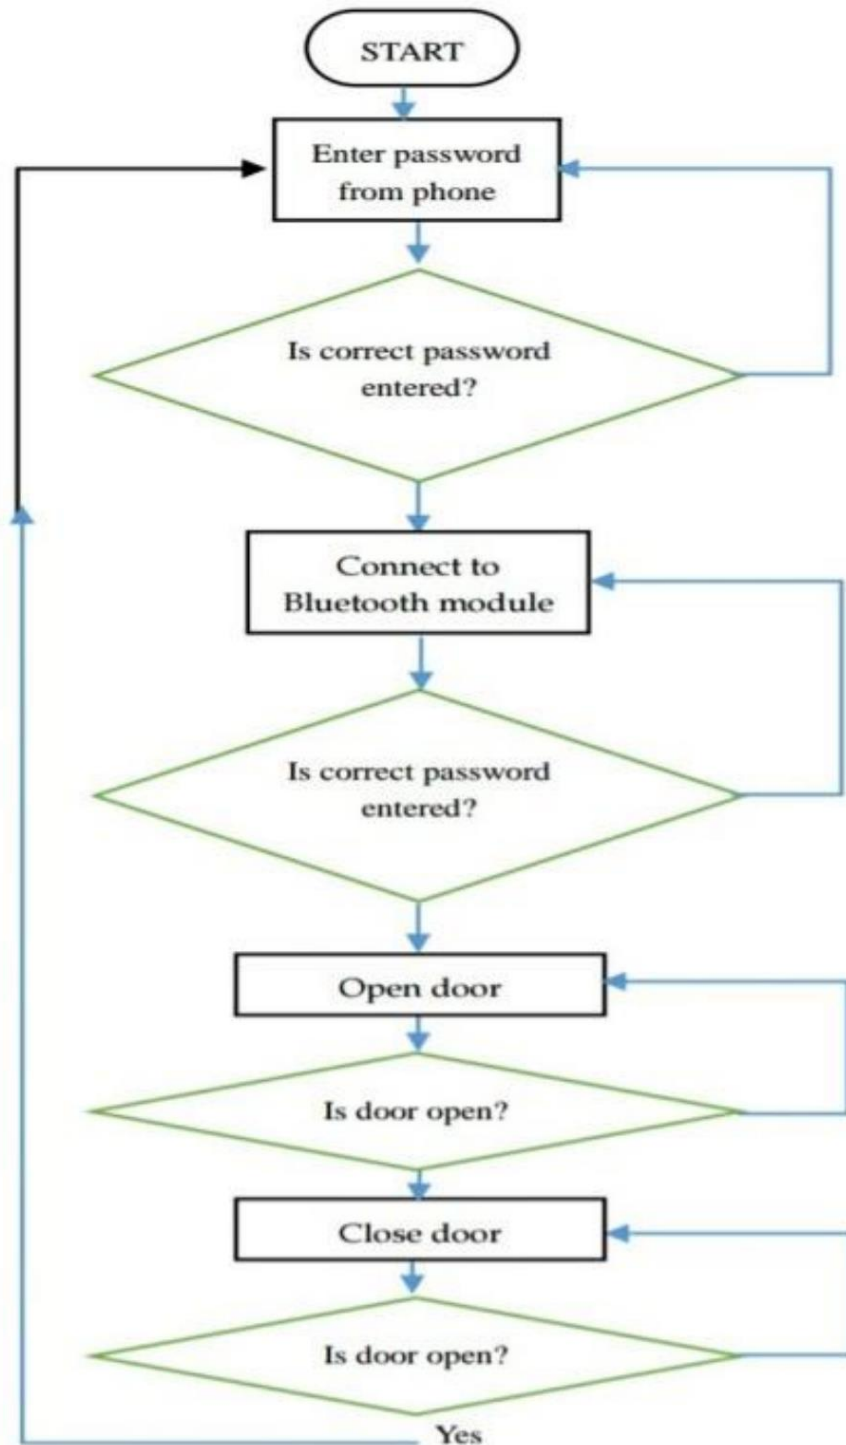 START
Enter password
from phone
Is correct password
entered?
Connect to
Bluetooth module
Is correct password
entered?
Open door
Is door open?
Close door
Is door open?
Yes